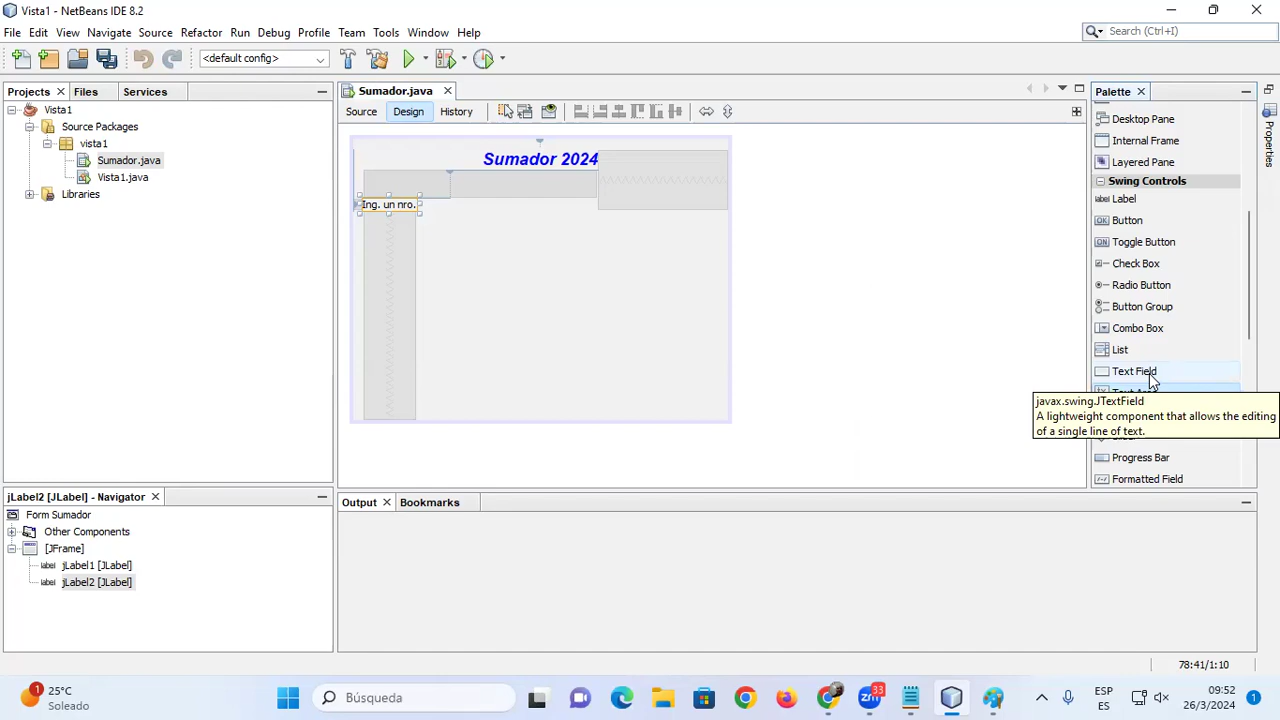 Vista1 - NetBeans IDE 8.2
File Edit View Navigate Source Refactor Run Debug Profile Team Tools Window Help
Search (Ctrl+I)
<default config>
Projects Files Services
Vista1
Source Packages
vista1
Sumador.java
Vista1.java
Libraries
Sumador.java
Source Design History
Sumador 2024
Ing. un nro.
Palette
Desktop Pane
Internal Frame
Layered Pane
Swing Controls
Label
Button
Toggle Button
Check Box
Radio Button
Button Group
Combo Box
List
Text Field
javax.swing.JTextField
A lightweight component that allows the editing
of a single line of text.
Progress Bar
Formatted Field
Properties
jLabel2 [JLabel] - Navigator
Form Sumador
Other Components
[JFrame]
label jLabel1 [JLabel]
label jLabel2 [JLabel]
Output Bookmarks
78:41/1:10
1
25°C
Soleado
Búsqueda
33
ESP
ES
09:52
26/3/2024
1